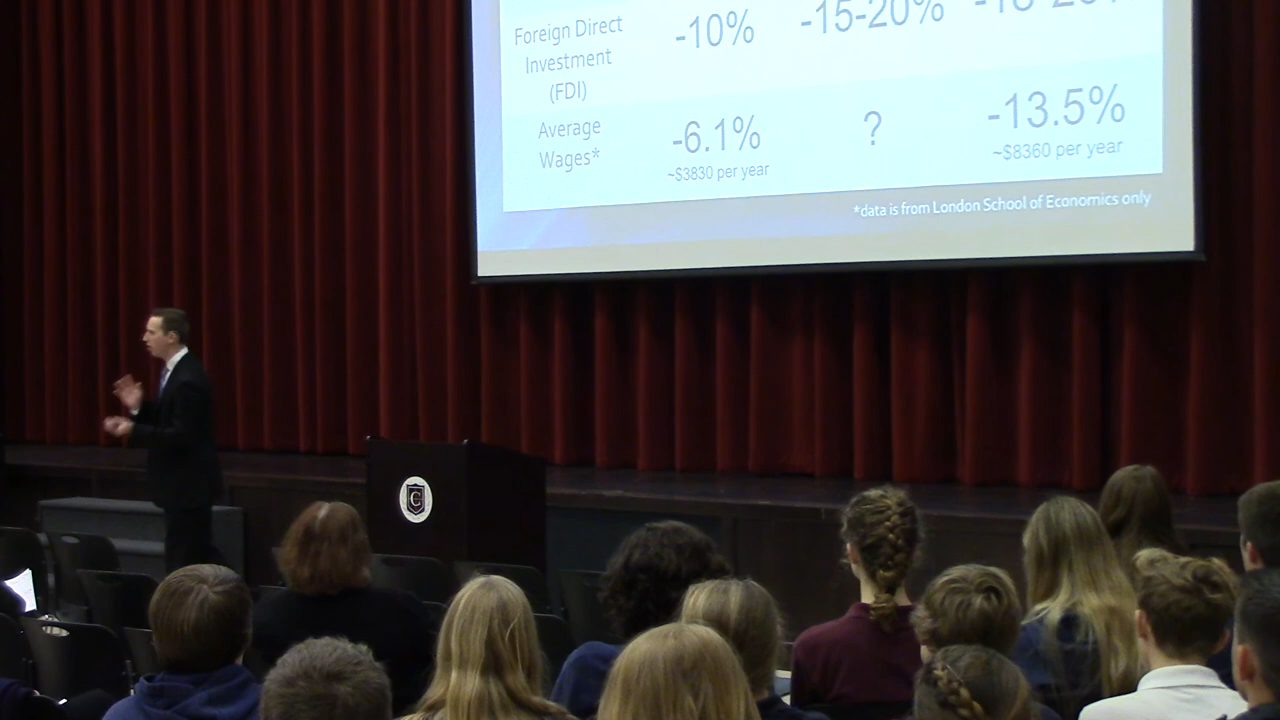 Foreign Direct -10% -15-20%
Investment
(FDI)
Average -6.1% ? -13.5%
Wages* ~$3830 per year ~$8360 per year
*data is from London School of Economics only
C